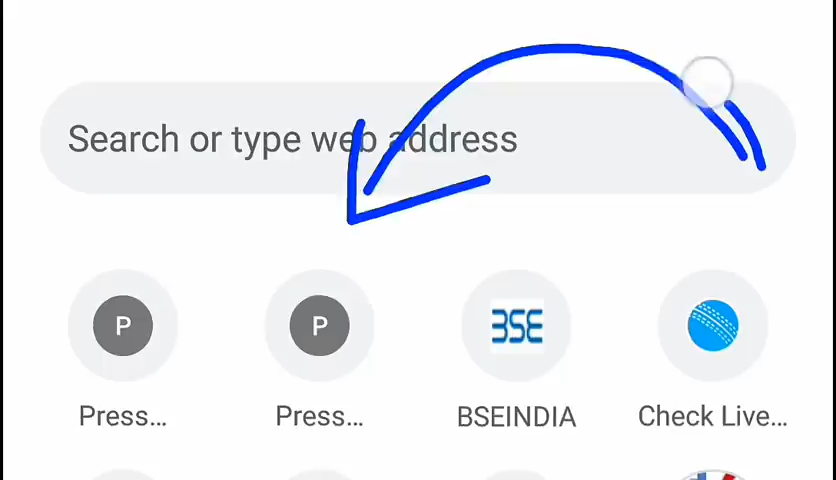 Search or type web address
P
P
BSE
Press...
Press...
BSEINDIA
Check Live...